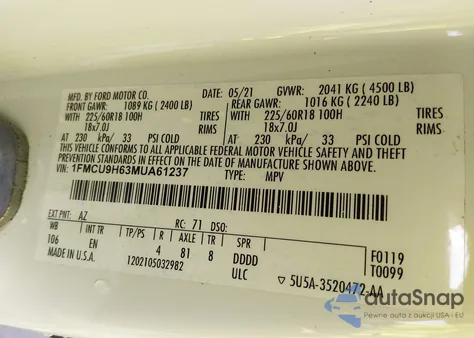 MFD. BY FORD MOTOR CO. 05/21 GVWR: 2041 KG ( 4500 LB)
FRONT GAWR: 1089 KG ( 2400 LB) REAR GAWR: 1016 KG ( 2240 LB)
WITH 225/60R18 100H TIRES WITH 225/60R18 100H TIRES
18x7.0J RIMS 18x7.0J RIMS
AT 230 kPa/ 33 PSI COLD AT 230 kPa/ 33 PSI COLD
THIS VEHICLE CONFORMS TO ALL APPLICABLE FEDERAL MOTOR VEHICLE SAFETY AND THEFT PREVENTION STANDARDS IN EFFECT ON THE DATE OF MANUFACTURE SHOWN ABOVE.
VIN: 1FMCU9H63MUA61237 TYPE: MPV
EXT PNT: AZ RC: 71 DSO:
WB TP/PS R AXLE TR SPR
106 EN 4 81 8 DDDD F0119
MADE IN U.S.A. 1202105032982 ULC T0099
▽ 5U5A-3520472-AA
autoSnap
Pewne auto z USA i EU